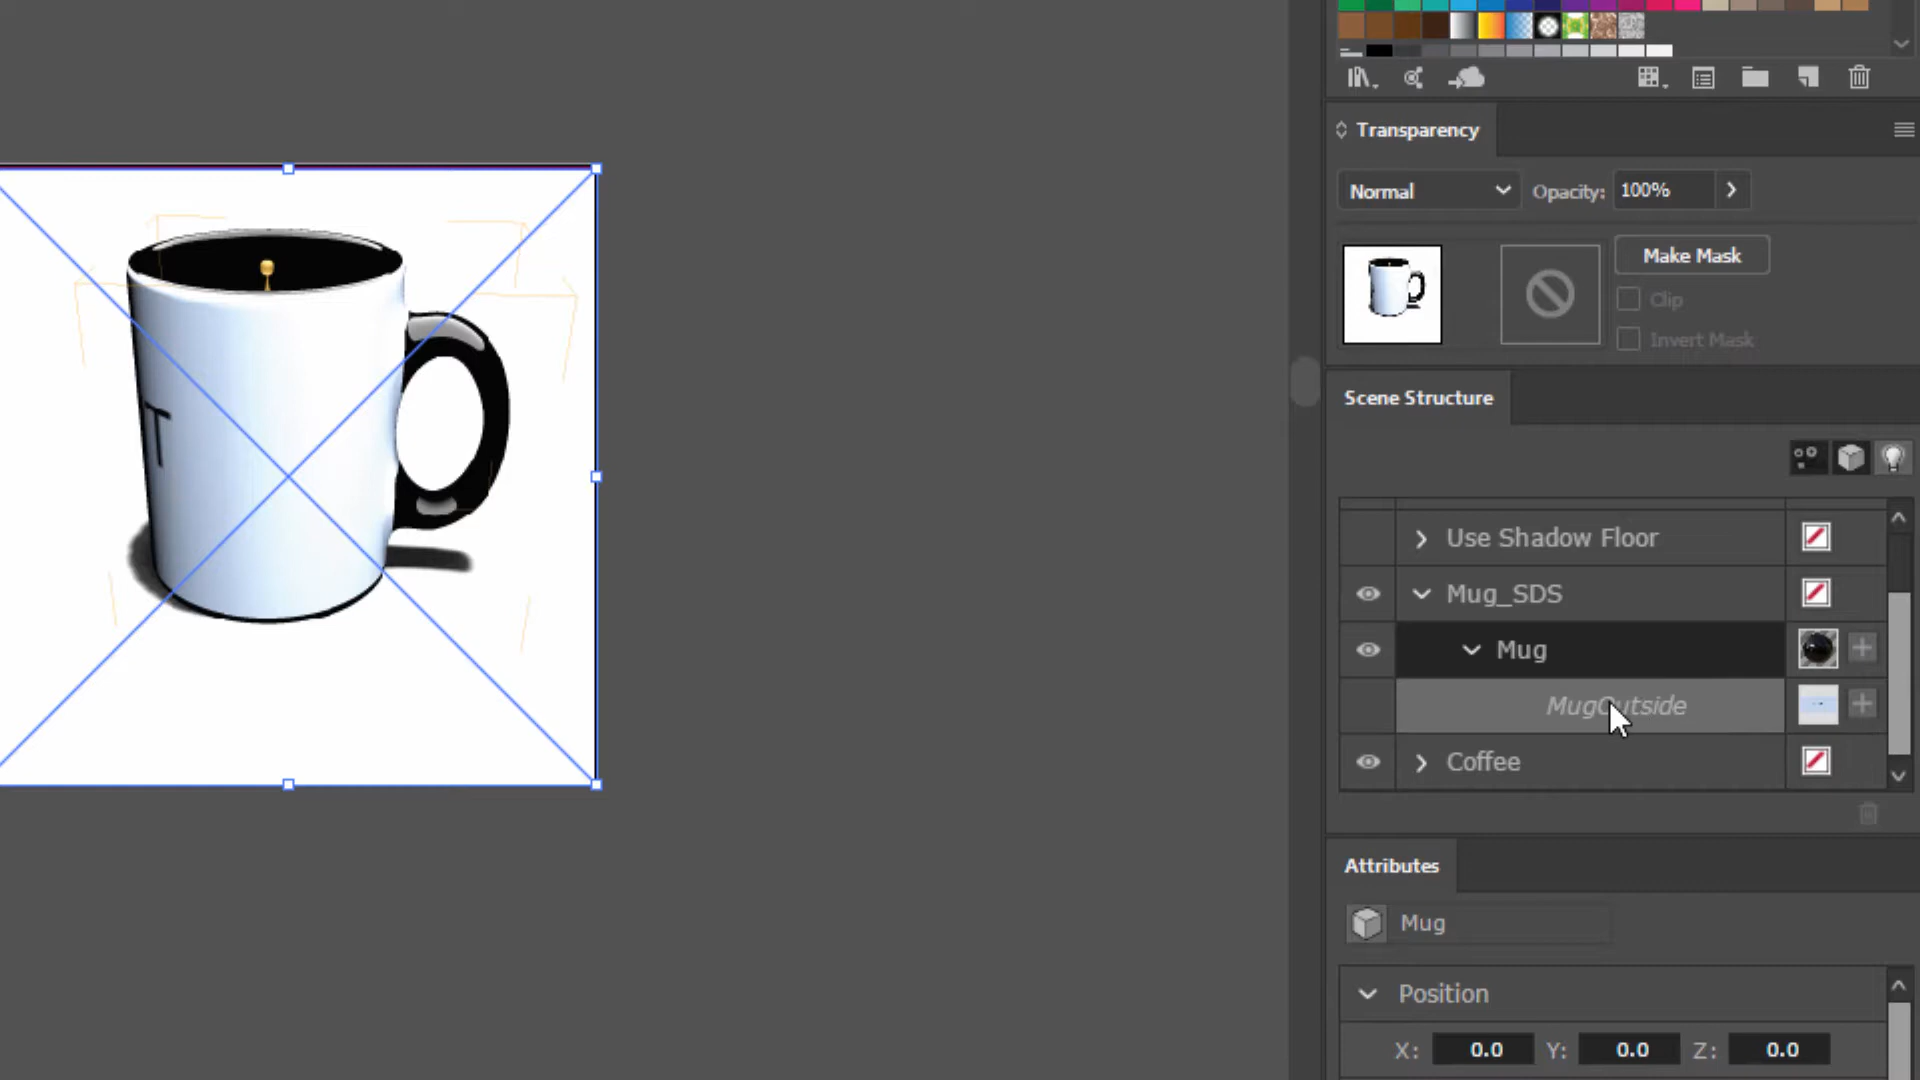 Transparency
Normal
Opacity:
100%
Make Mask
Clip
Invert Mask
T
Scene Structure
Use Shadow Floor
Mug_SDS
Mug
MugOutside
Coffee
Attributes
Mug
Position
X: 0.0 Y: 0.0 Z: 0.0